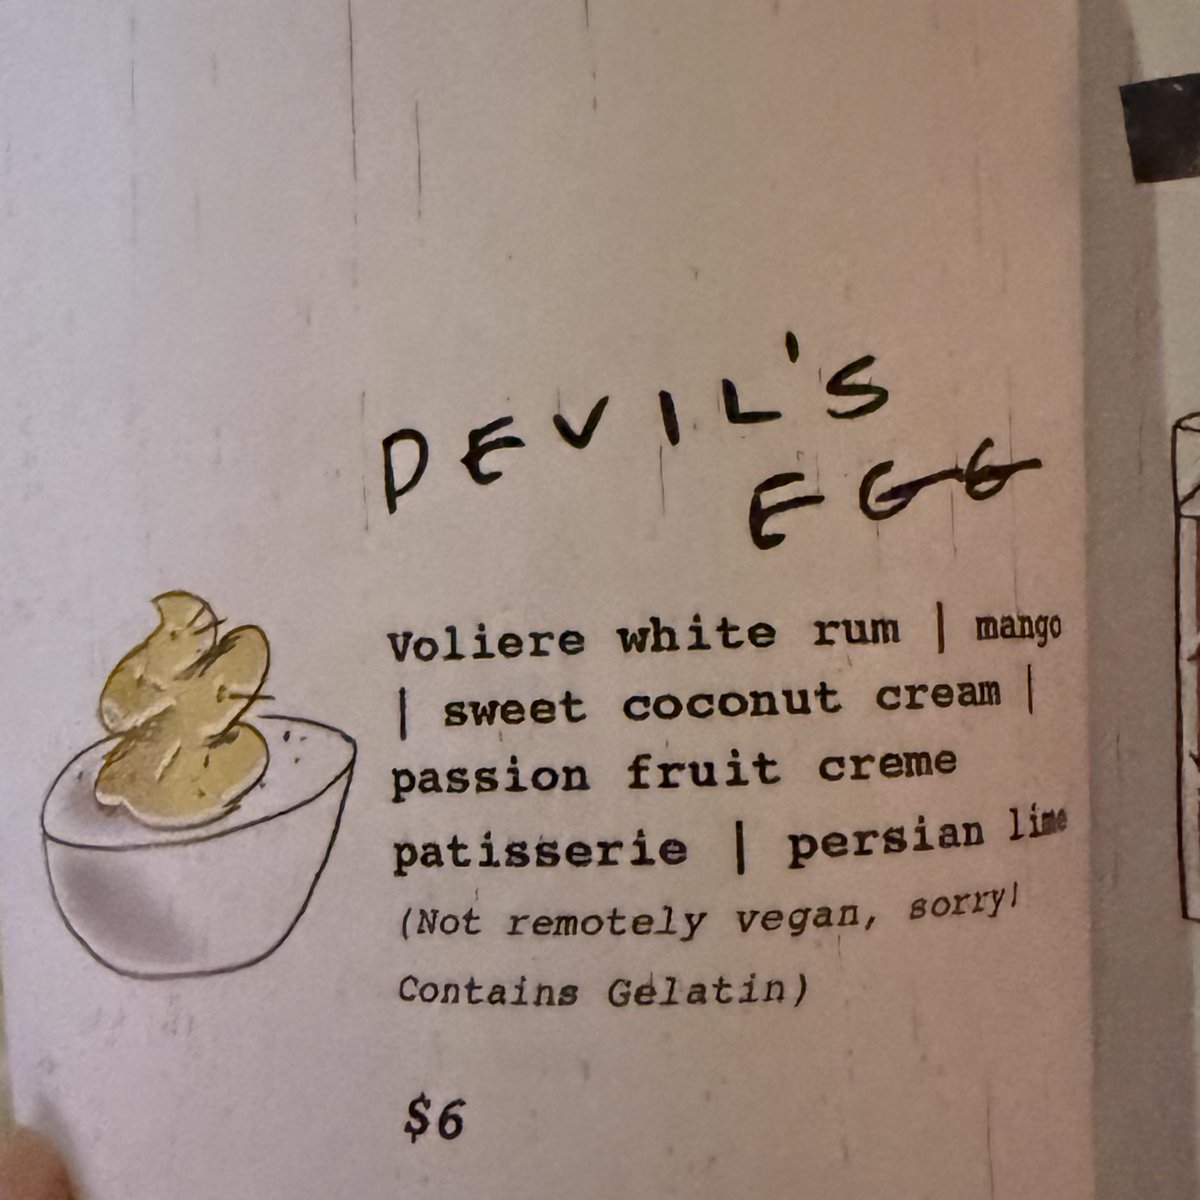 DEVIL'S
EGG
Voliere white rum | mango
| sweet coconut cream |
passion fruit creme
patisserie | persian lime
(Not remotely vegan, sorry!
Contains Gelatin)
$6